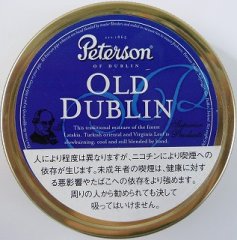 EST 1865
Peterson
OF DUBLIN
OLD
DUBLIN
This traditional mixture of the finest
Latakia, Turkish oriental and Virginia Leaf is
slowburning, cool and still blended by hand.
人により程度は異なりますが、ニコチンにより喫煙への
依存が生じます。未成年者の喫煙は、健康に対す
る悪影響やたばこへの依存をより強めます。
周りの人から勧められても決して
吸ってはいけません。